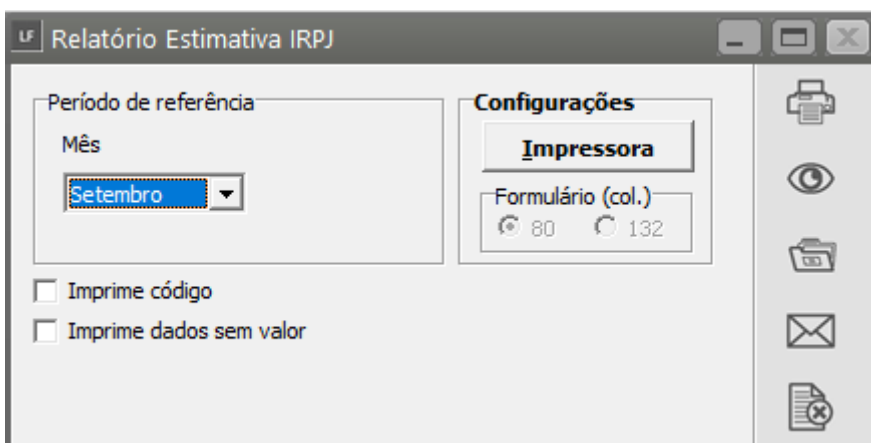 LF Relatório Estimativa IRPJ
Período de referência
Mês
Setembro
Configurações
Impressora
Formulário (col.)
80 132
Imprime código
Imprime dados sem valor